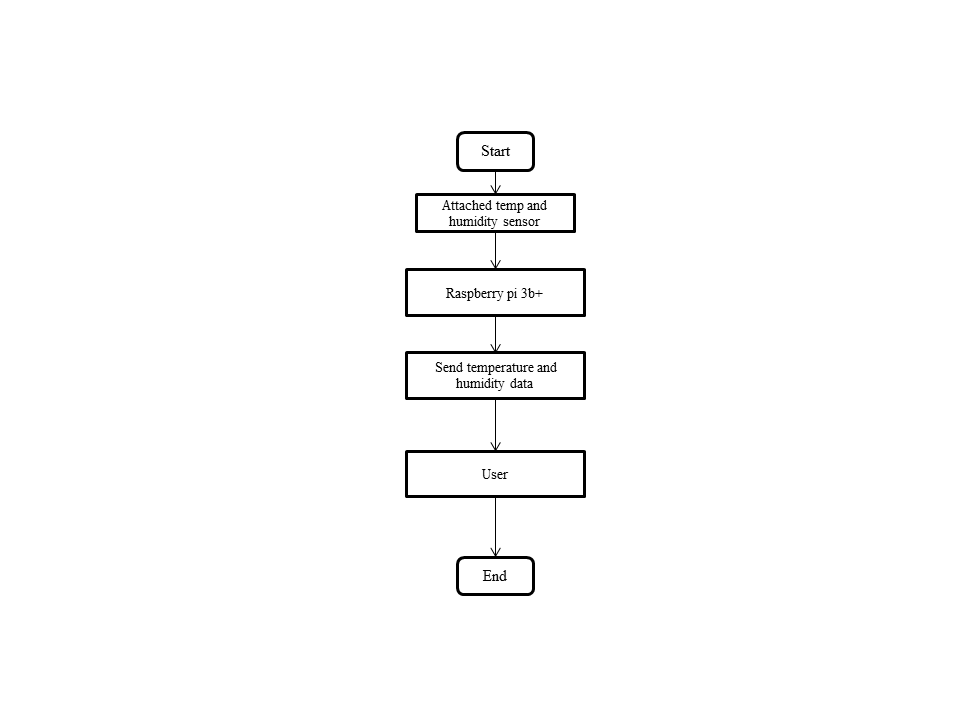 Start
Attached temp and
humidity sensor
Raspberry pi 3b+
Send temperature and
humidity data
User
End